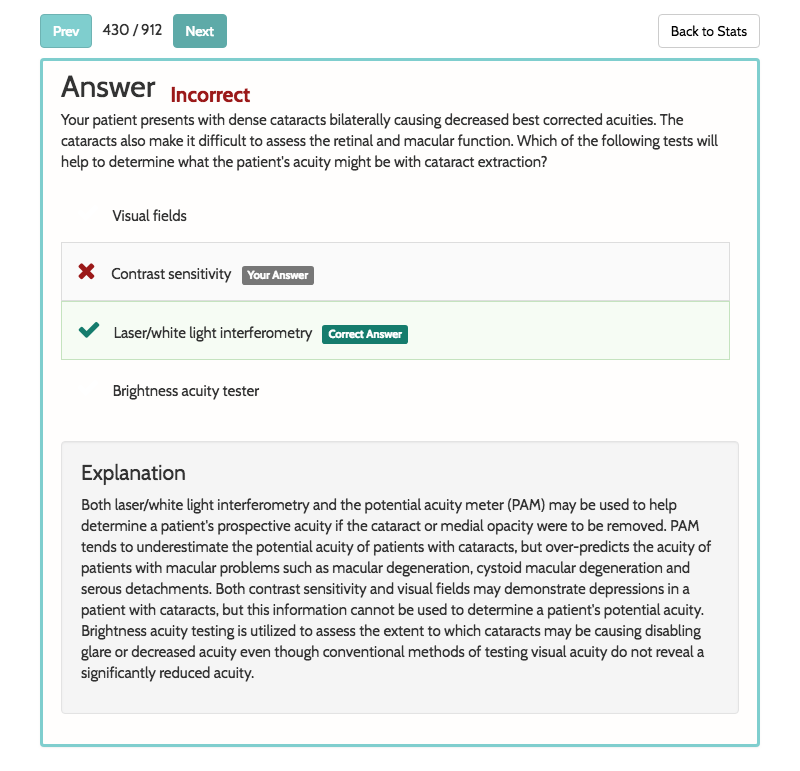 Prev 430 / 912 Next Back to Stats
Answer Incorrect
Your patient presents with dense cataracts bilaterally causing decreased best corrected acuities. The
cataracts also make it difficult to assess the retinal and macular function. Which of the following tests will
help to determine what the patient's acuity might be with cataract extraction?
Visual fields
Contrast sensitivity Your Answer
Laser/white light interferometry Correct Answer
Brightness acuity tester
Explanation
Both laser/white light interferometry and the potential acuity meter (PAM) may be used to help
determine a patient's prospective acuity if the cataract or medial opacity were to be removed. PAM
tends to underestimate the potential acuity of patients with cataracts, but over-predicts the acuity of
patients with macular problems such as macular degeneration, cystoid macular degeneration and
serous detachments. Both contrast sensitivity and visual fields may demonstrate depressions in a
patient with cataracts, but this information cannot be used to determine a patient's potential acuity.
Brightness acuity testing is utilized to assess the extent to which cataracts may be causing disabling
glare or decreased acuity even though conventional methods of testing visual acuity do not reveal a
significantly reduced acuity.